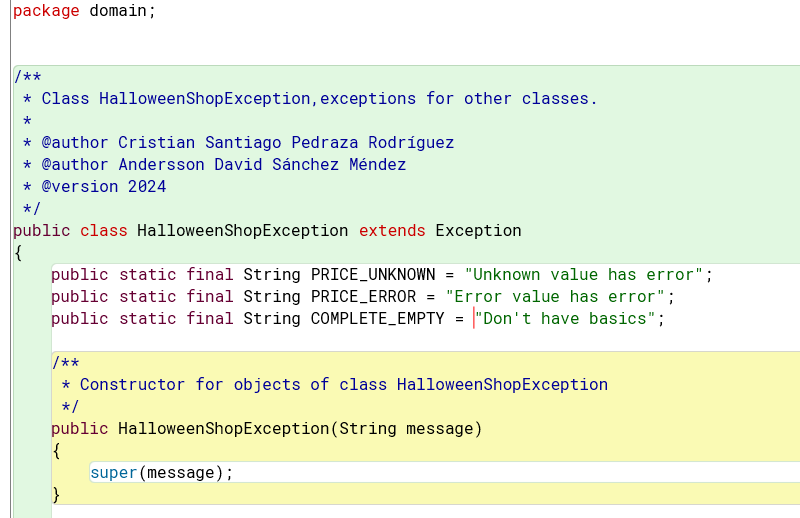 package domain;
/**
 * Class HalloweenShopException,exceptions for other classes.
 *
 * @author Cristian Santiago Pedraza Rodríguez
 * @author Andersson David Sánchez Méndez
 * @version 2024
 */
public class HalloweenShopException extends Exception
{
    public static final String PRICE_UNKNOWN = "Unknown value has error";
    public static final String PRICE_ERROR = "Error value has error";
    public static final String COMPLETE_EMPTY = "Don't have basics";
    /**
     * Constructor for objects of class HalloweenShopException
     */
    public HalloweenShopException(String message)
    {
        super(message);
    }